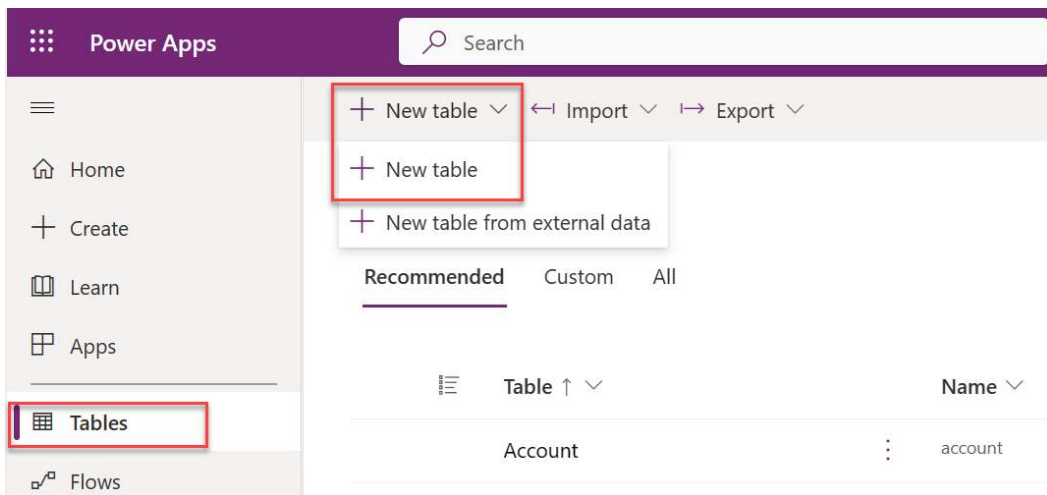 Power Apps
Search
New table
Import
Export
Home
New table
Create
New table from external data
Learn
Recommended
Custom
All
Apps
Table
Name
Tables
Account
account
Flows